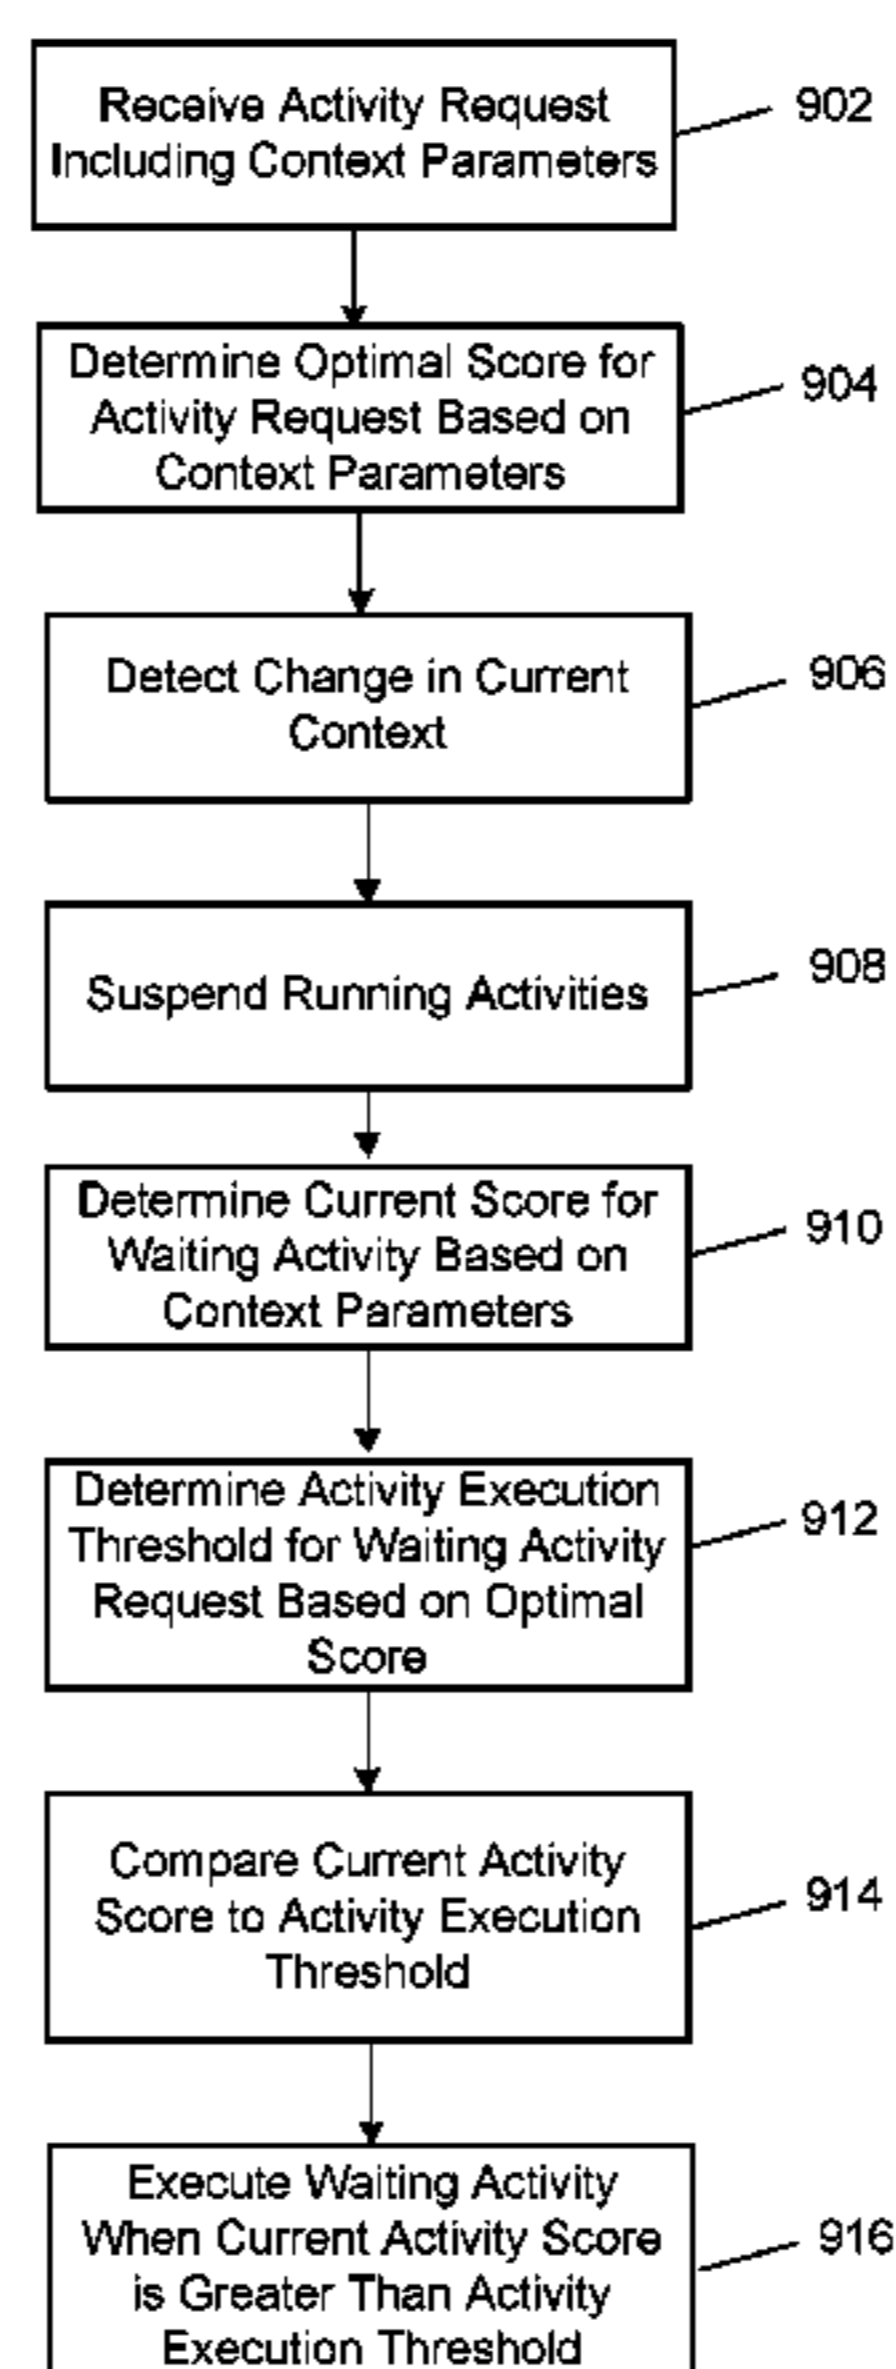 Receive Activity Request
Including Context Parameters
902
Determine Optimal Score for
Activity Request Based on
Context Parameters
904
Detect Change in Current
Context
906
Suspend Running Activities
908
Determine Current Score for
Waiting Activity Based on
Context Parameters
910
Determine Activity Execution
Threshold for Waiting Activity
Request Based on Optimal
Score
912
Compare Current Activity
Score to Activity Execution
Threshold
914
Execute Waiting Activity
When Current Activity Score
is Greater Than Activity
Execution Threshold
916